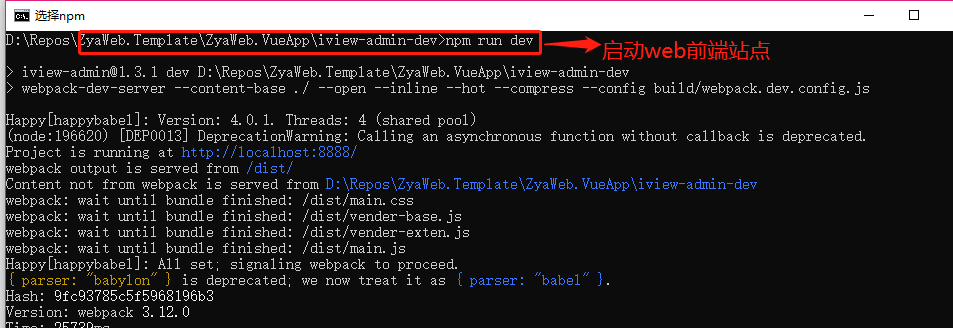 选择npm
D:\Repos\ZyaWeb.Template\ZyaWeb.VueApp\iview-admin-dev>npm run dev
启动web前端站点
> iview-admin@1.3.1 dev D:\Repos\ZyaWeb.Template\ZyaWeb.VueApp\iview-admin-dev
> webpack-dev-server --content-base ./ --open --inline --hot --compress --config build/webpack.dev.config.js
Happy[happybabel]: Version: 4.0.1. Threads: 4 (shared pool)
(node:196620) [DEP0013] DeprecationWarning: Calling an asynchronous function without callback is deprecated.
Project is running at http://localhost:8888/
webpack output is served from /dist/
Content not from webpack is served from D:\Repos\ZyaWeb.Template\ZyaWeb.VueApp\iview-admin-dev
webpack: wait until bundle finished: /dist/main.css
webpack: wait until bundle finished: /dist/vender-base.js
webpack: wait until bundle finished: /dist/vender-exten.js
webpack: wait until bundle finished: /dist/main.js
Happy[happybabel]: All set; signaling webpack to proceed.
{ parser: "babylon" } is deprecated; we now treat it as { parser: "babel" }.
Hash: 9fc93785c5f5968196b3
Version: webpack 3.12.0
Time: 25739ms